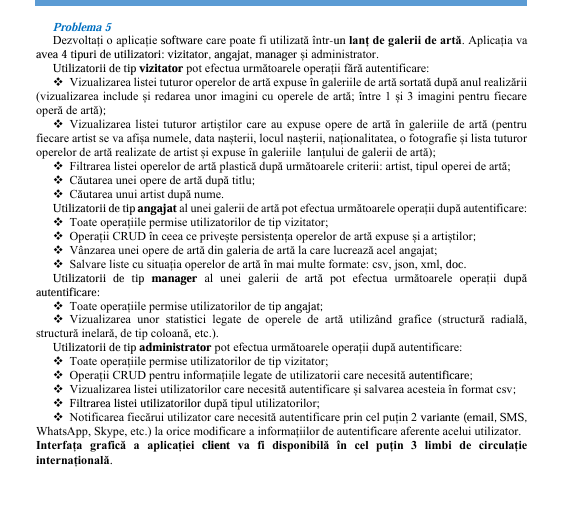 Problema 5
Dezvoltați o aplicație software care poate fi utilizată într-un lanț de galerii de artă. Aplicația va
avea 4 tipuri de utilizatori: vizitator, angajat, manager și administrator.
Utilizatorii de tip vizitator pot efectua următoarele operații fără autentificare:
❖ Vizualizarea listei tuturor operelor de artă expuse în galeriile de artă sortată după anul realizării
(vizualizarea include și redarea unor imagini cu operele de artă; între 1 și 3 imagini pentru fiecare
operă de artă);
❖ Vizualizarea listei tuturor artiștilor care au expuse opere de artă în galeriile de artă (pentru
fiecare artist se va afișa numele, data nașterii, locul nașterii, naționalitatea, o fotografie și lista tuturor
operelor de artă realizate de artist și expuse în galeriile lanțului de galerii de artă);
❖ Filtrarea listei operelor de artă plastică după următoarele criterii: artist, tipul operei de artă;
❖ Căutarea unei opere de artă după titlu;
❖ Căutarea unui artist după nume.
Utilizatorii de tip angajat al unei galerii de artă pot efectua următoarele operații după autentificare:
❖ Toate operațiile permise utilizatorilor de tip vizitator;
❖ Operații CRUD în ceea ce privește persistența operelor de artă expuse și a artiștilor;
❖ Vânzarea unei opere de artă din galeria de artă la care lucrează acel angajat;
❖ Salvare liste cu situația operelor de artă în mai multe formate: csv, json, xml, doc.
Utilizatorii de tip manager al unei galerii de artă pot efectua următoarele operații după
autentificare:
❖ Toate operațiile permise utilizatorilor de tip angajat;
❖ Vizualizarea unor statistici legate de operele de artă utilizând grafice (structură radială,
structură inelară, de tip coloană, etc.).
Utilizatorii de tip administrator pot efectua următoarele operații după autentificare:
❖ Toate operațiile permise utilizatorilor de tip vizitator;
❖ Operații CRUD pentru informațiile legate de utilizatorii care necesită autentificare;
❖ Vizualizarea listei utilizatorilor care necesită autentificare și salvarea acesteia în format csv;
❖ Filtrarea listei utilizatorilor după tipul utilizatorilor;
❖ Notificarea fiecărui utilizator care necesită autentificare prin cel puțin 2 variante (email, SMS,
WhatsApp, Skype, etc.) la orice modificare a informațiilor de autentificare aferente acelui utilizator.
Interfața grafică a aplicației client va fi disponibilă în cel puțin 3 limbi de circulație
internațională.